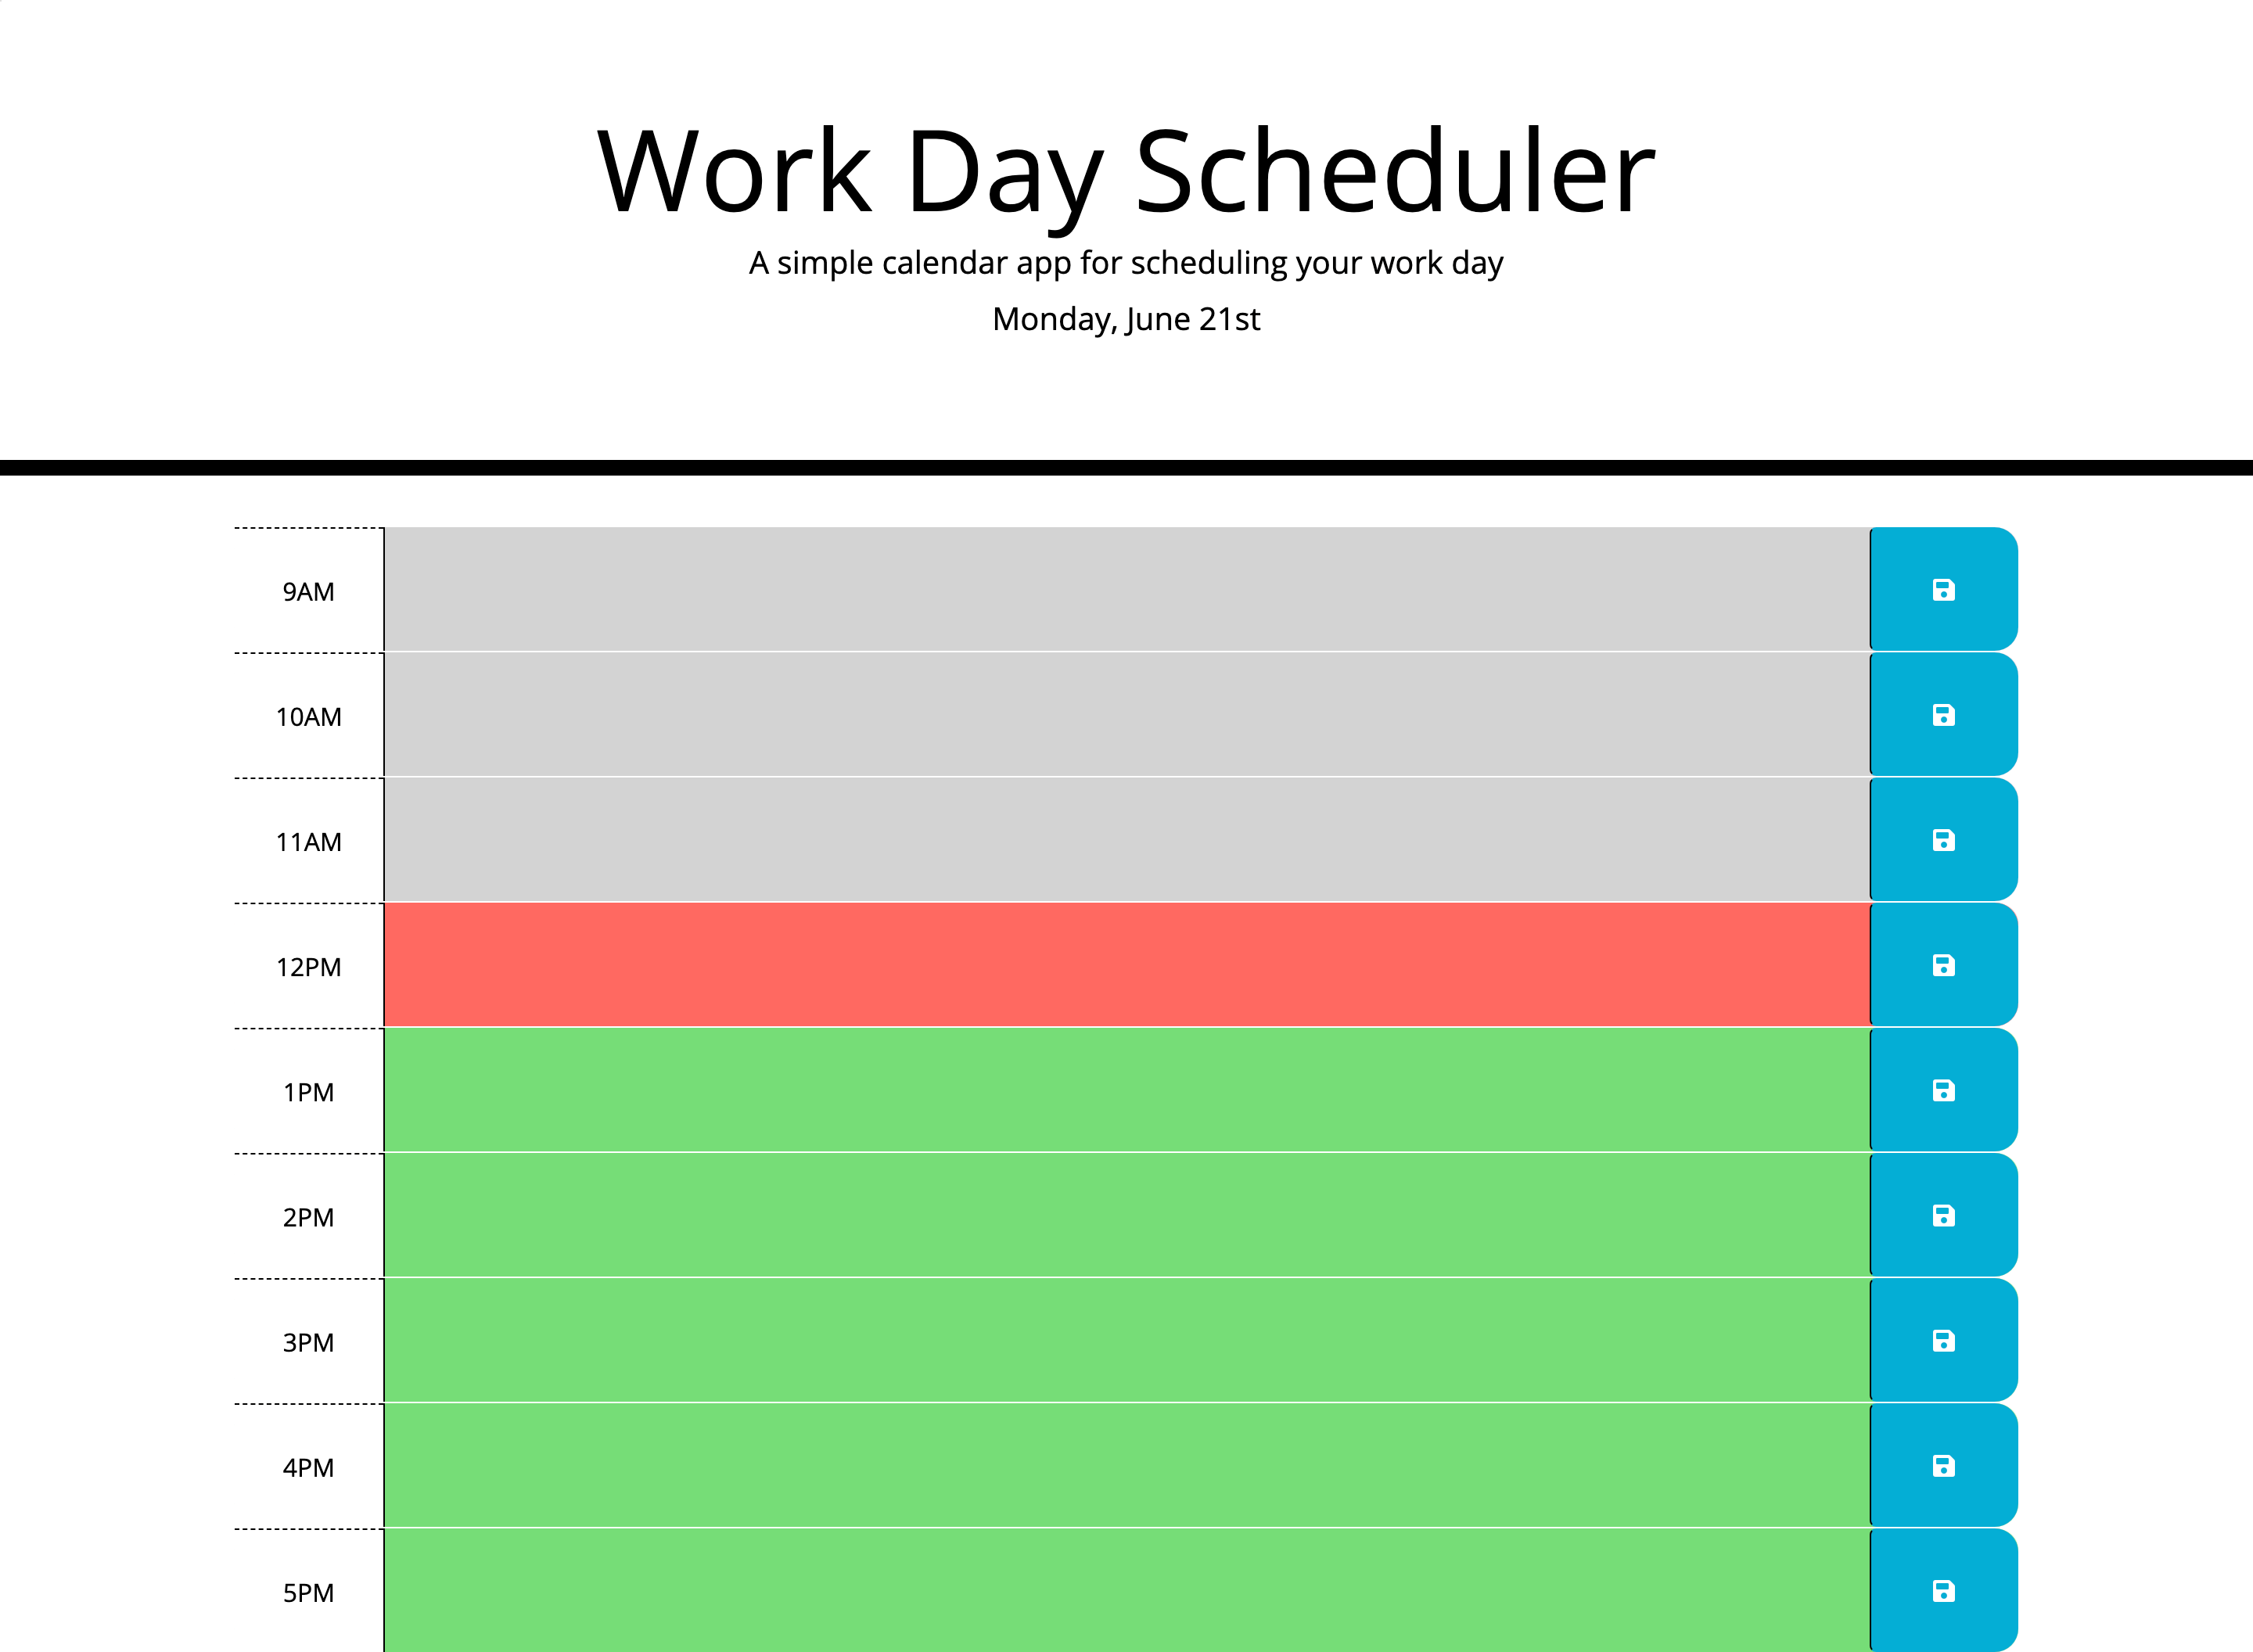 Work Day Scheduler
A simple calendar app for scheduling your work day
Monday, June 21st
9AM
10AM
11AM
12PM
1PM
2PM
3PM
4PM
5PM